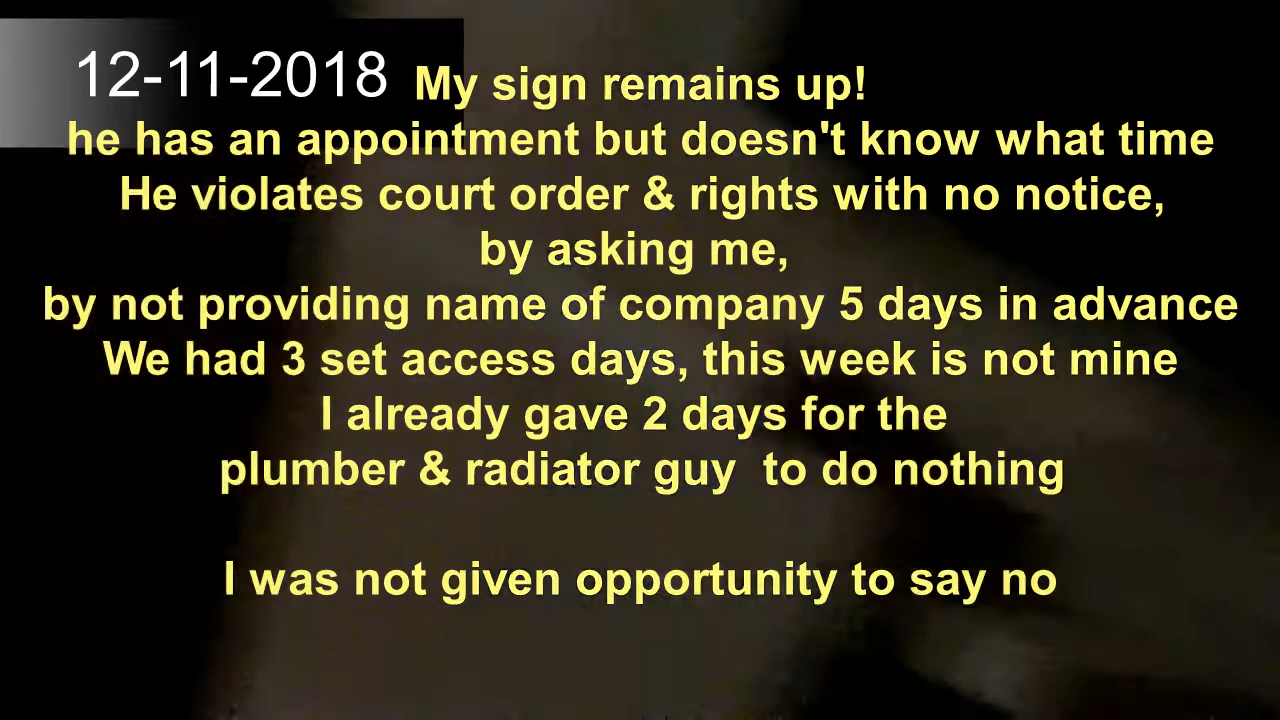 12-11-2018
My sign remains up!
he has an appointment but doesn't know what time
He violates court order & rights with no notice,
by asking me,
by not providing name of company 5 days in advance
We had 3 set access days, this week is not mine
I already gave 2 days for the
plumber & radiator guy  to do nothing
I was not given opportunity to say no